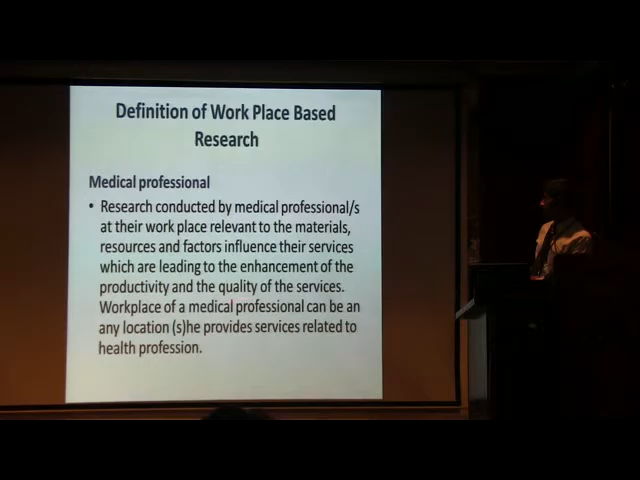 Definition of Work Place Based
Research
Medical professional
• Research conducted by medical professional/s
at their work place relevant to the materials,
resources and factors influence their services
which are leading to the enhancement of the
productivity and the quality of the services.
Workplace of a medical professional can be an
any location (s)he provides services related to
health profession.